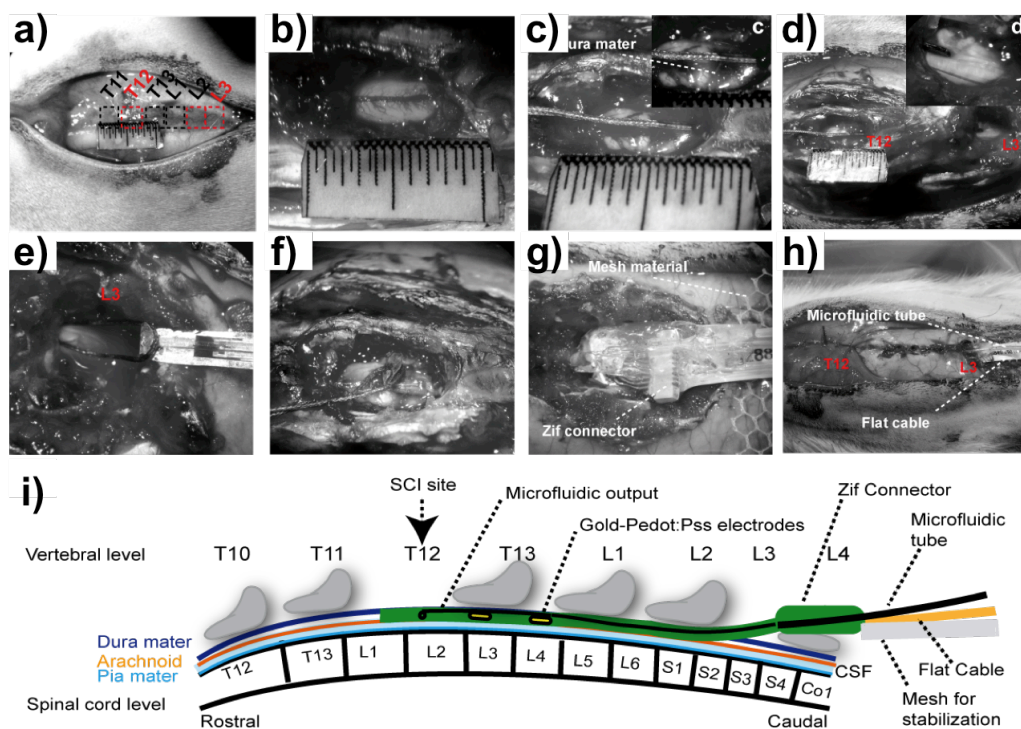 a)
T11
T12
T13
L1
L2
L3
b)
c)
Dura mater
c
d)
d
T12
L3
e)
L3
f)
g)
Mesh material
88
Zif connector
h)
Microfluidic tube
T12
L3
Flat cable
i)
SCI site
Microfluidic output
Zif Connector
Gold-Pedot:Pss electrodes
Microfluidic
tube
Vertebral level
T10
T11
T12
T13
L1
L2
L3
L4
Dura mater
Arachnoid
Pia mater
T12
T13
L1
L2
L3
L4
L5
L6
S1
S2
S3
S4
Co1
CSF
Flat Cable
Mesh for
stabilization
Spinal cord level
Rostral
Caudal